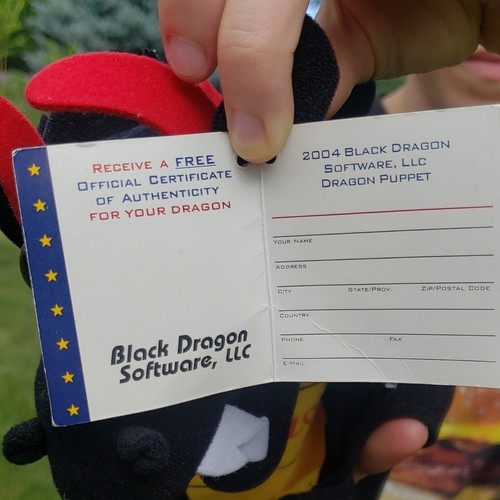 RECEIVE A FREE
OFFICIAL CERTIFICATE
OF AUTHENTICITY
FOR YOUR DRAGON
Black Dragon
Software, LLC
2004 BLACK DRAGON
SOFTWARE, LLC
DRAGON PUPPET
YOUR NAME
ADDRESS
CITY STATE/PROV. ZIP/POSTAL CODE
COUNTRY
PHONE FAX
E-MAIL